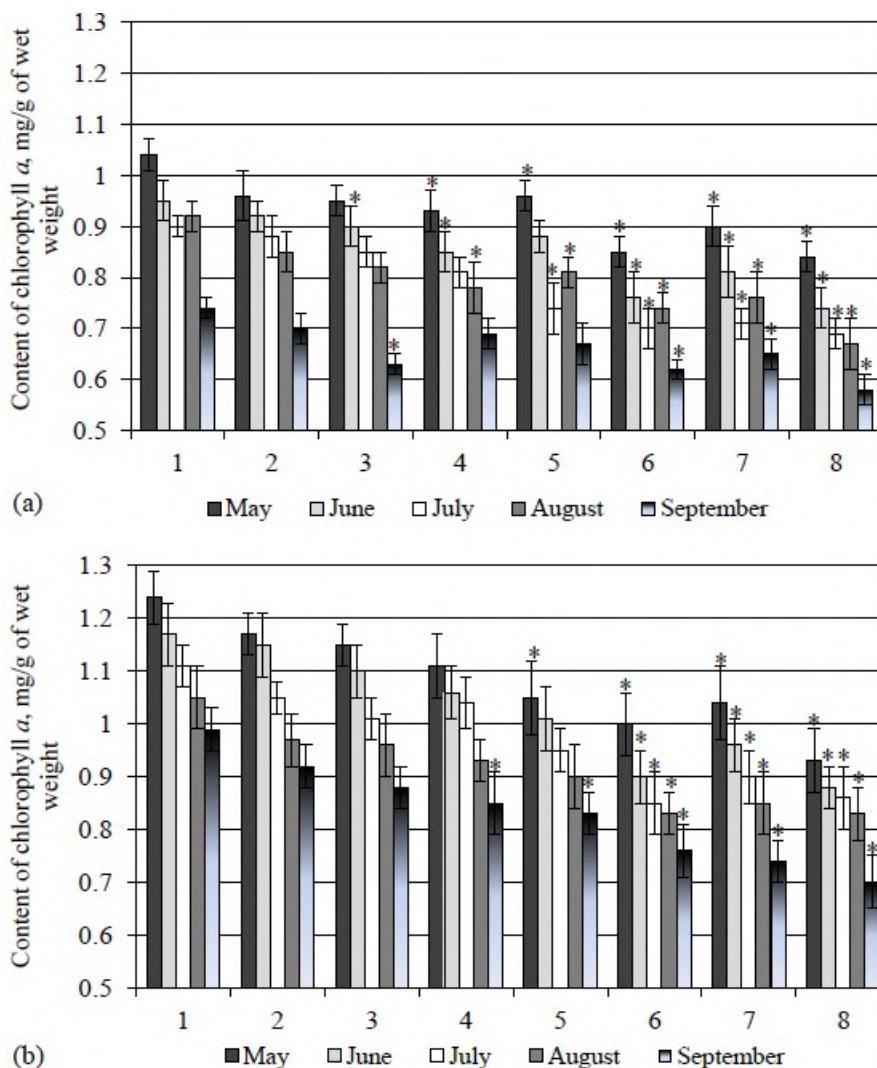 Content of chlorophyll a, mg/g of wet
weight
1.3
1.2
1.1
1
0.9
0.8
0.7
0.6
0.5
* * * * * * * * * * * * * * * * * * * * * *
1 2 3 4 5 6 7 8
(a)
May June July August September
Content of chlorophyll a, mg/g of wet
weight
1.3
1.2
1.1
1
0.9
0.8
0.7
0.6
0.5
* * * * * * * * * * * * * * * * * *
1 2 3 4 5 6 7 8
(b)
May June July August September